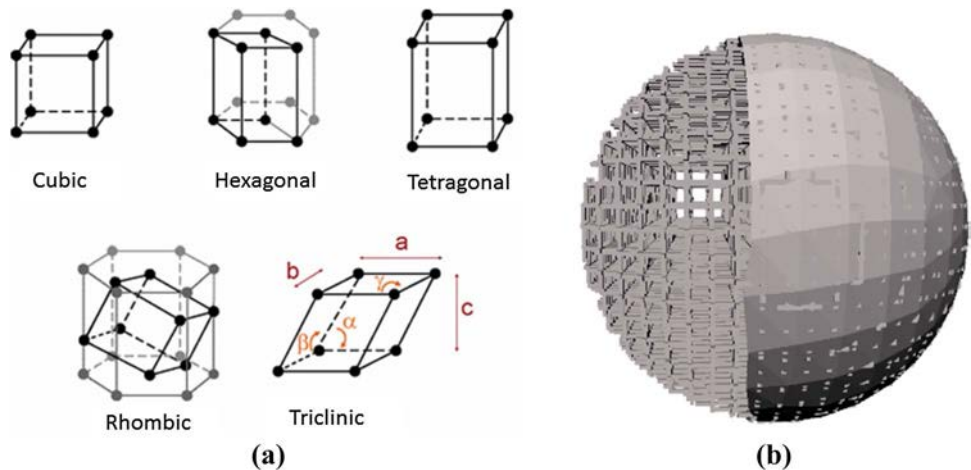 Cubic
Hexagonal
Tetragonal
a
b
γ
c
α
β
Rhombic
Triclinic
(a)
(b)